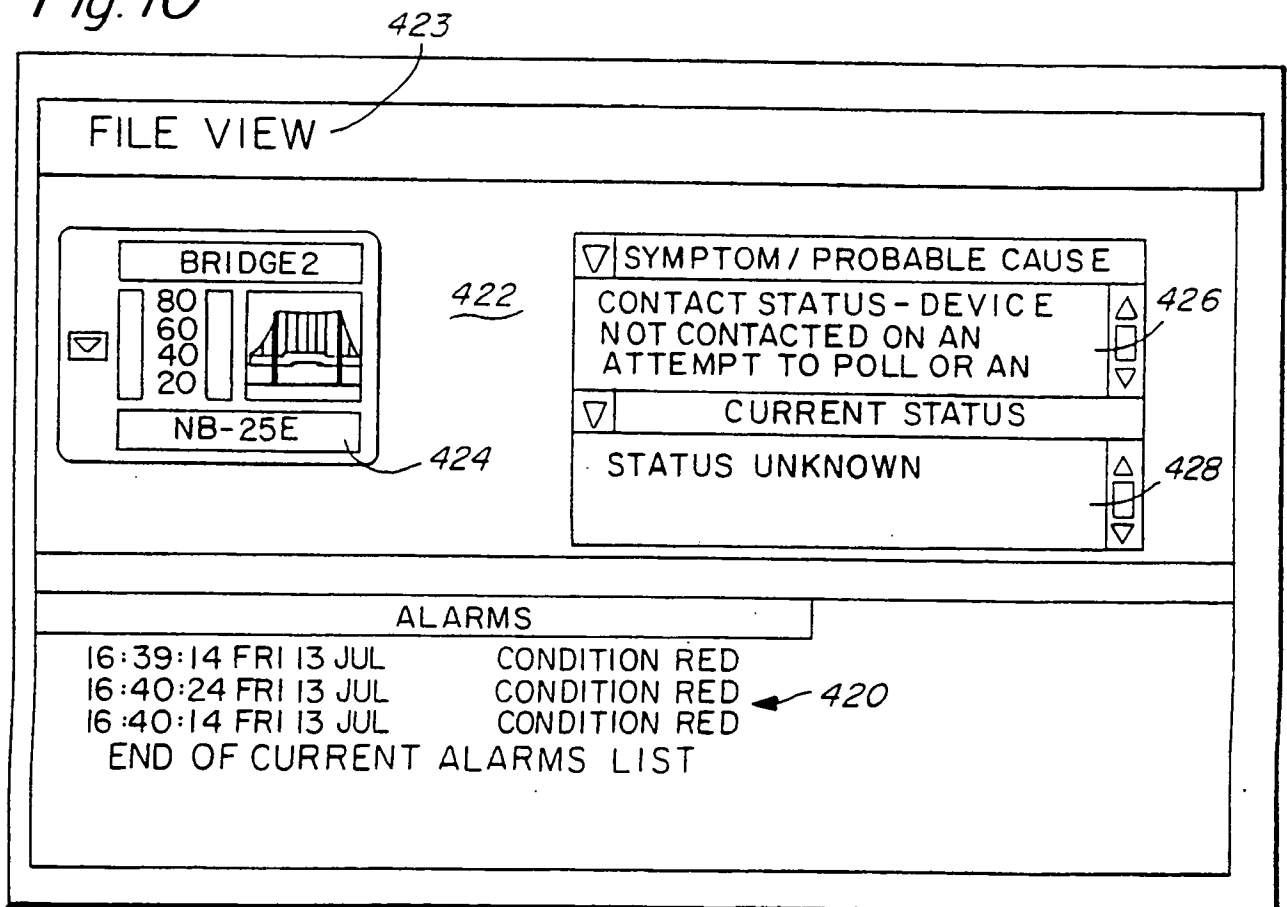 Fig. 10
423
FILE VIEW
BRIDGE2
80
60
40
20
NB-25E
424
422
SYMPTOM / PROBABLE CAUSE
CONTACT STATUS - DEVICE
NOT CONTACTED ON AN
ATTEMPT TO POLL OR AN
426
CURRENT STATUS
STATUS UNKNOWN
428
ALARMS
16:39:14 FRI 13 JUL CONDITION RED
16:40:24 FRI 13 JUL CONDITION RED
16:40:14 FRI 13 JUL CONDITION RED
420
END OF CURRENT ALARMS LIST